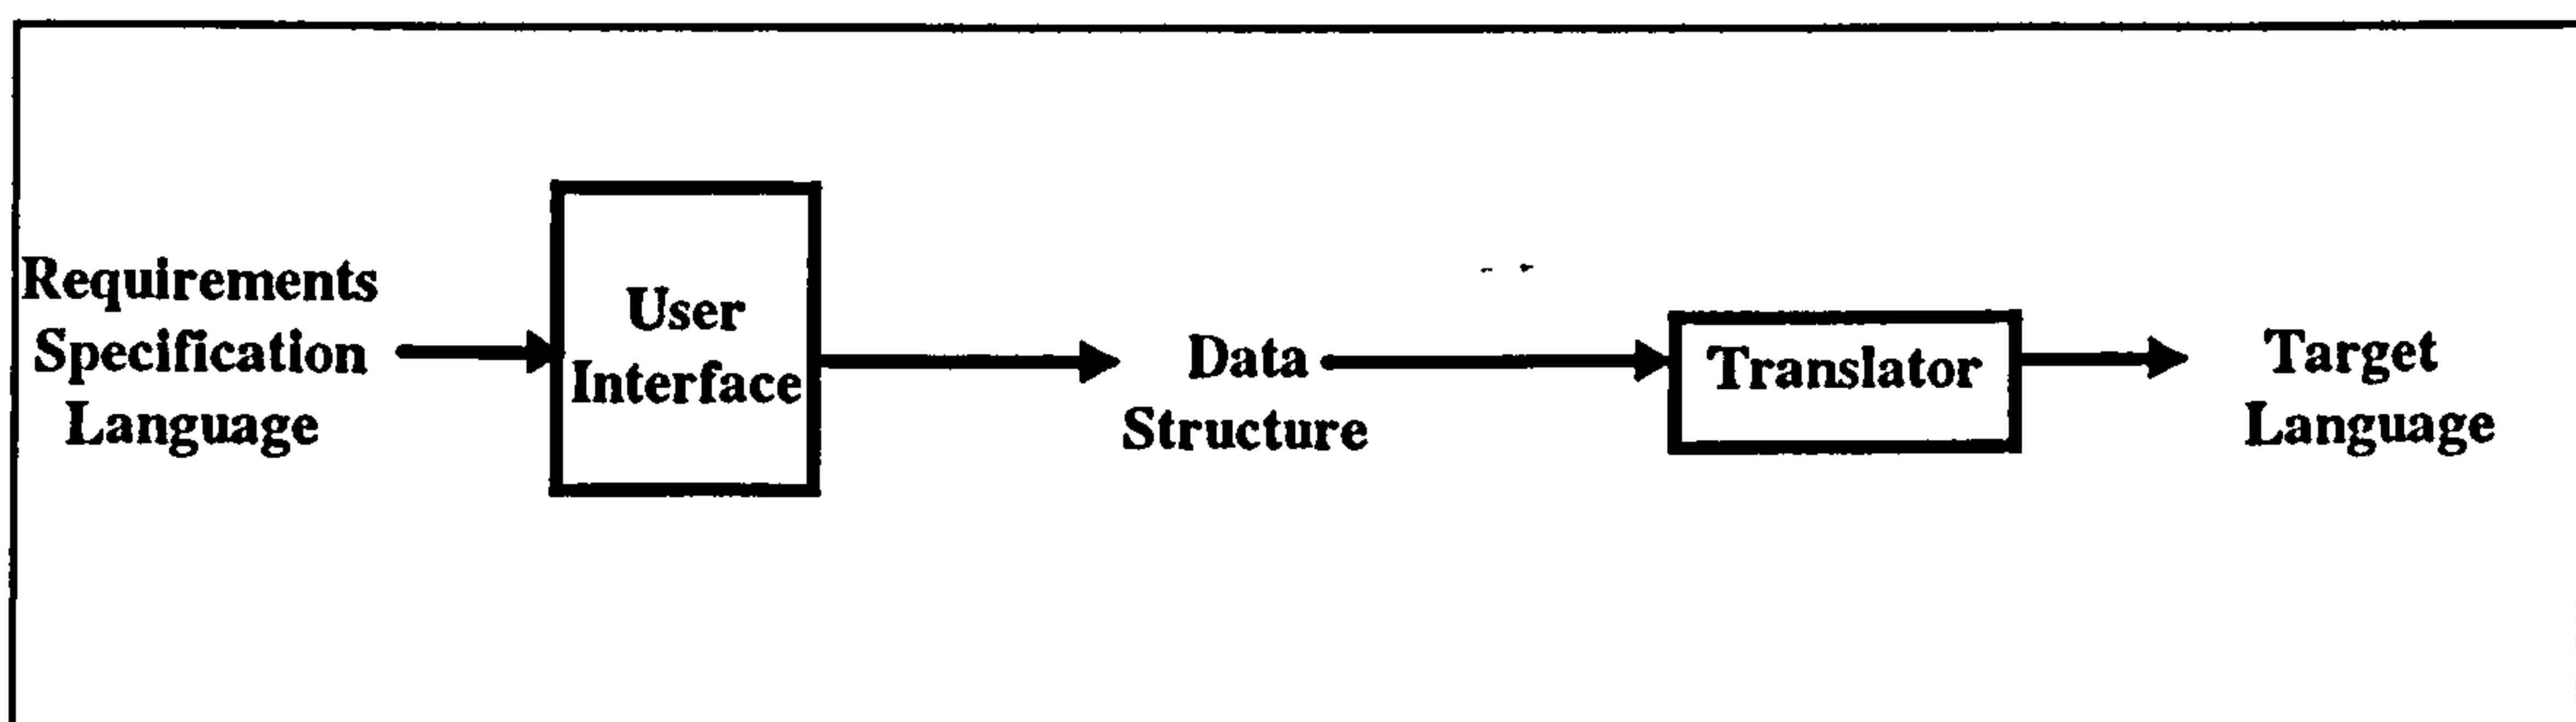 Requirements
Specification
Language
User
Interface
Data
Structure
Translator
Target
Language